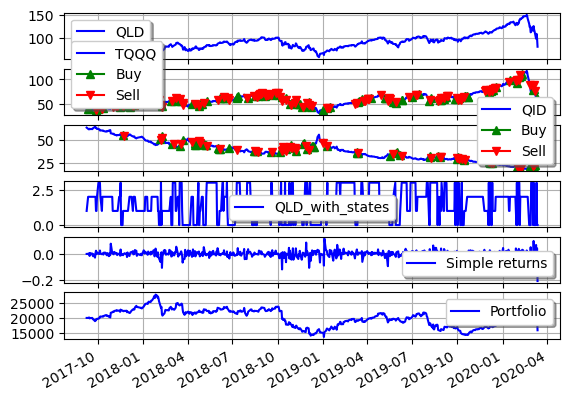 150
100
QLD
TQQQ
Buy
Sell
100
50
QID
Buy
Sell
50
25
2.5
0.0
QLD_with_states
0.0
−0.2
Simple returns
25000
20000
15000
Portfolio
2017-10
2018-01
2018-04
2018-07
2018-10
2019-01
2019-04
2019-07
2019-10
2020-01
2020-04